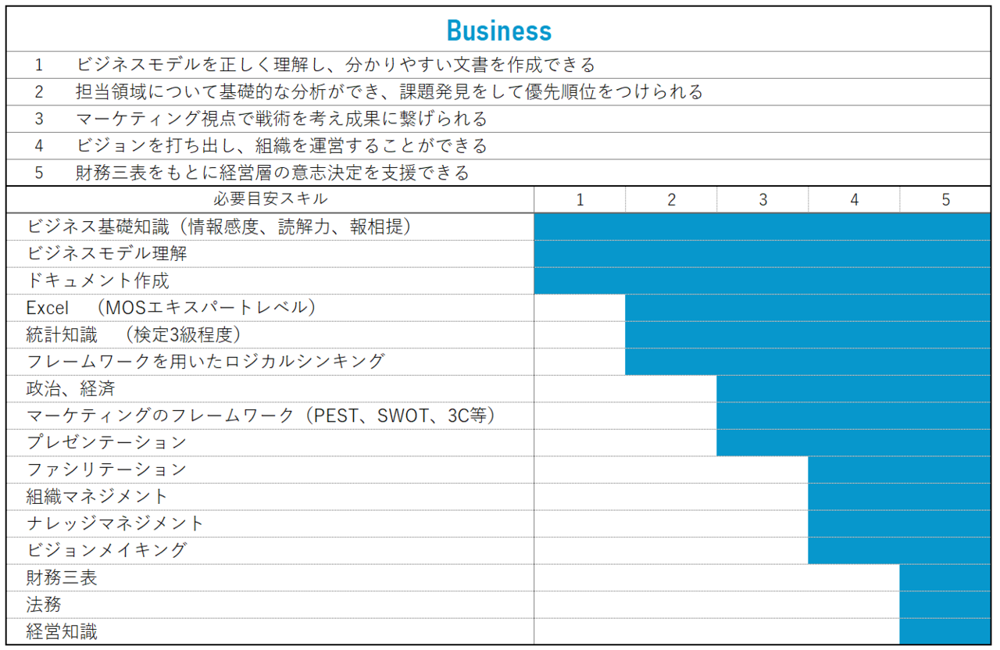 Business
1 ビジネスモデルを正しく理解し、分かりやすい文書を作成できる
2 担当領域について基礎的な分析ができ、課題発見をして優先順位をつけられる
3 マーケティング視点で戦術を考え成果に繋げられる
4 ビジョンを打ち出し、組織を運営することができる
5 財務三表をもとに経営層の意志決定を支援できる
必要目安スキル 1 2 3 4 5
ビジネス基礎知識（情報感度、読解力、報相提）
ビジネスモデル理解
ドキュメント作成
Excel （MOSエキスパートレベル）
統計知識 （検定3級程度）
フレームワークを用いたロジカルシンキング
政治、経済
マーケティングのフレームワーク（PEST、SWOT、3C等）
プレゼンテーション
ファシリテーション
組織マネジメント
ナレッジマネジメント
ビジョンメイキング
財務三表
法務
経営知識